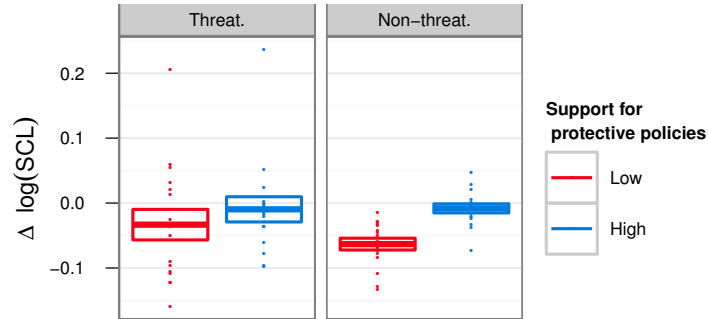 Threat.
Non−threat.
Δ log(SCL)
0.2
0.1
0.0
−0.1
Support for
protective policies
Low
High